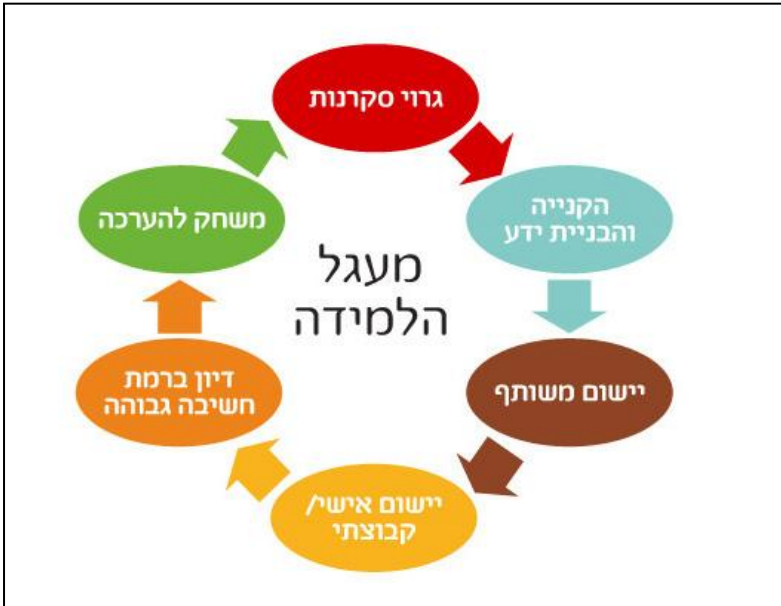 גרוי סקרנות
הקנייה
והבניית ידע
יישום משותף
יישום אישי/
קבוצתי
דיון ברמת
חשיבה גבוהה
משחק להערכה
מעגל
הלמידה